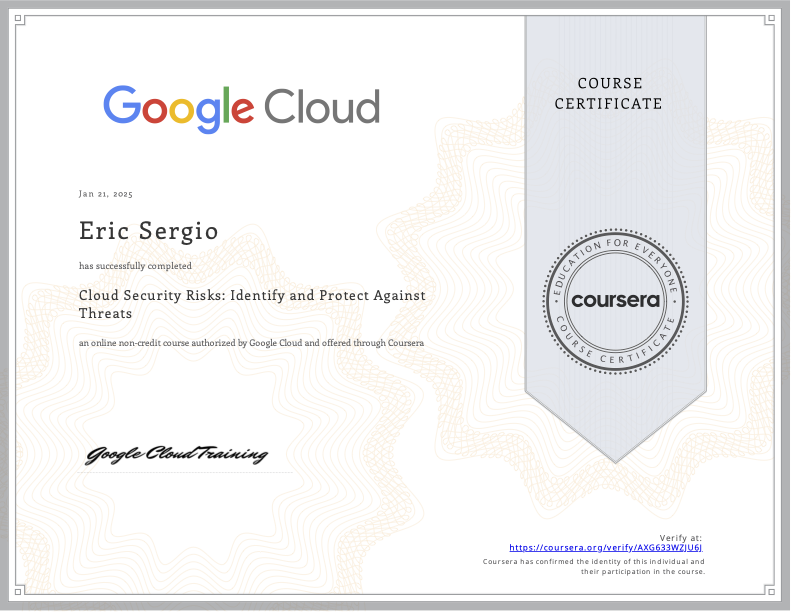 Google Cloud
COURSE
CERTIFICATE
Jan 21, 2025
Eric Sergio
has successfully completed
Cloud Security Risks: Identify and Protect Against
Threats
an online non-credit course authorized by Google Cloud and offered through Coursera
EDUCATION FOR EVERYONE
coursera
COURSE CERTIFICATE
Google Cloud Training
Verify at:
https://coursera.org/verify/AXG633WZJU6J
Coursera has confirmed the identity of this individual and
their participation in the course.